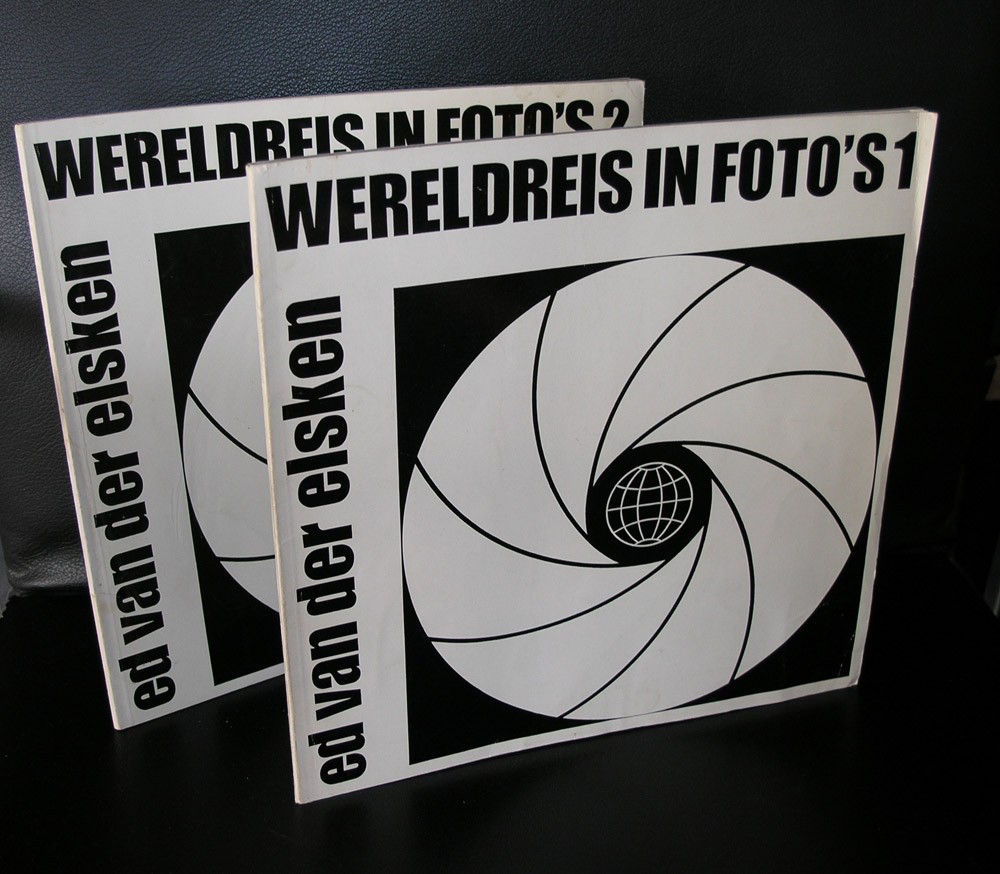 WERELDREIS IN FOTO'S 2
ed van der elsken
WERELDREIS IN FOTO'S 1
ed van der elsken